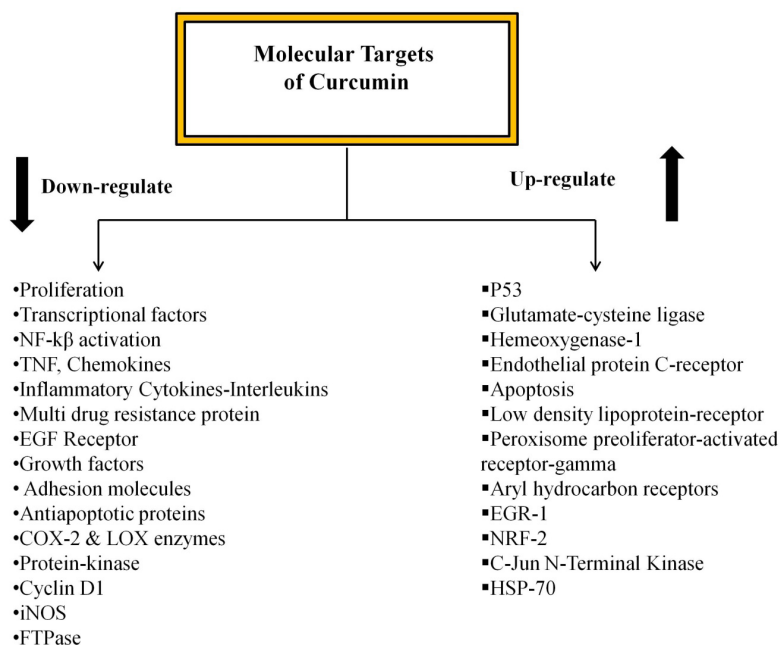 Molecular Targets
of Curcumin
Down-regulate
Up-regulate
•Proliferation
•Transcriptional factors
•NF-kβ activation
•TNF, Chemokines
•Inflammatory Cytokines-Interleukins
•Multi drug resistance protein
•EGF Receptor
•Growth factors
• Adhesion molecules
•Antiapoptotic proteins
•COX-2 & LOX enzymes
•Protein-kinase
•Cyclin D1
•iNOS
•FTPase
▪P53
▪Glutamate-cysteine ligase
▪Hemeoxygenase-1
▪Endothelial protein C-receptor
▪Apoptosis
▪Low density lipoprotein-receptor
▪Peroxisome preoliferator-activated
receptor-gamma
▪Aryl hydrocarbon receptors
▪EGR-1
▪NRF-2
▪C-Jun N-Terminal Kinase
▪HSP-70